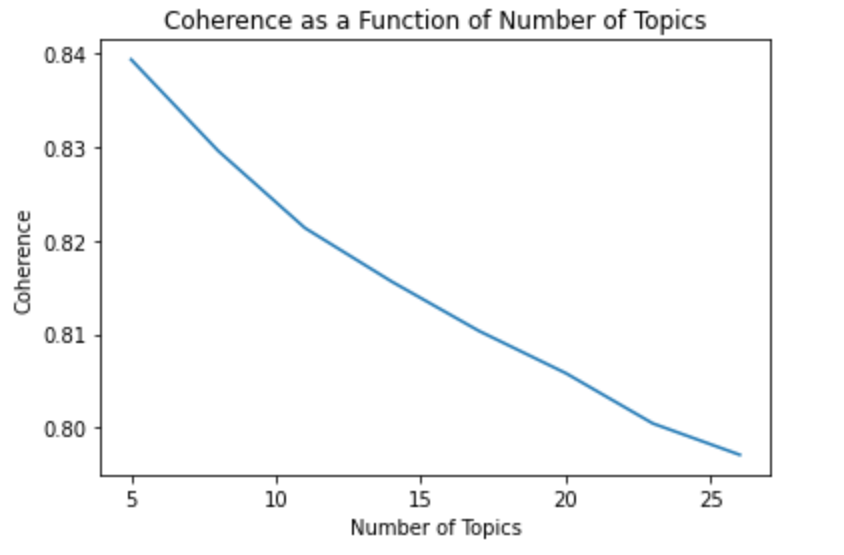 Coherence as a Function of Number of Topics
0.84
0.83
0.82
0.81
0.80
Coherence
5 10 15 20 25
Number of Topics